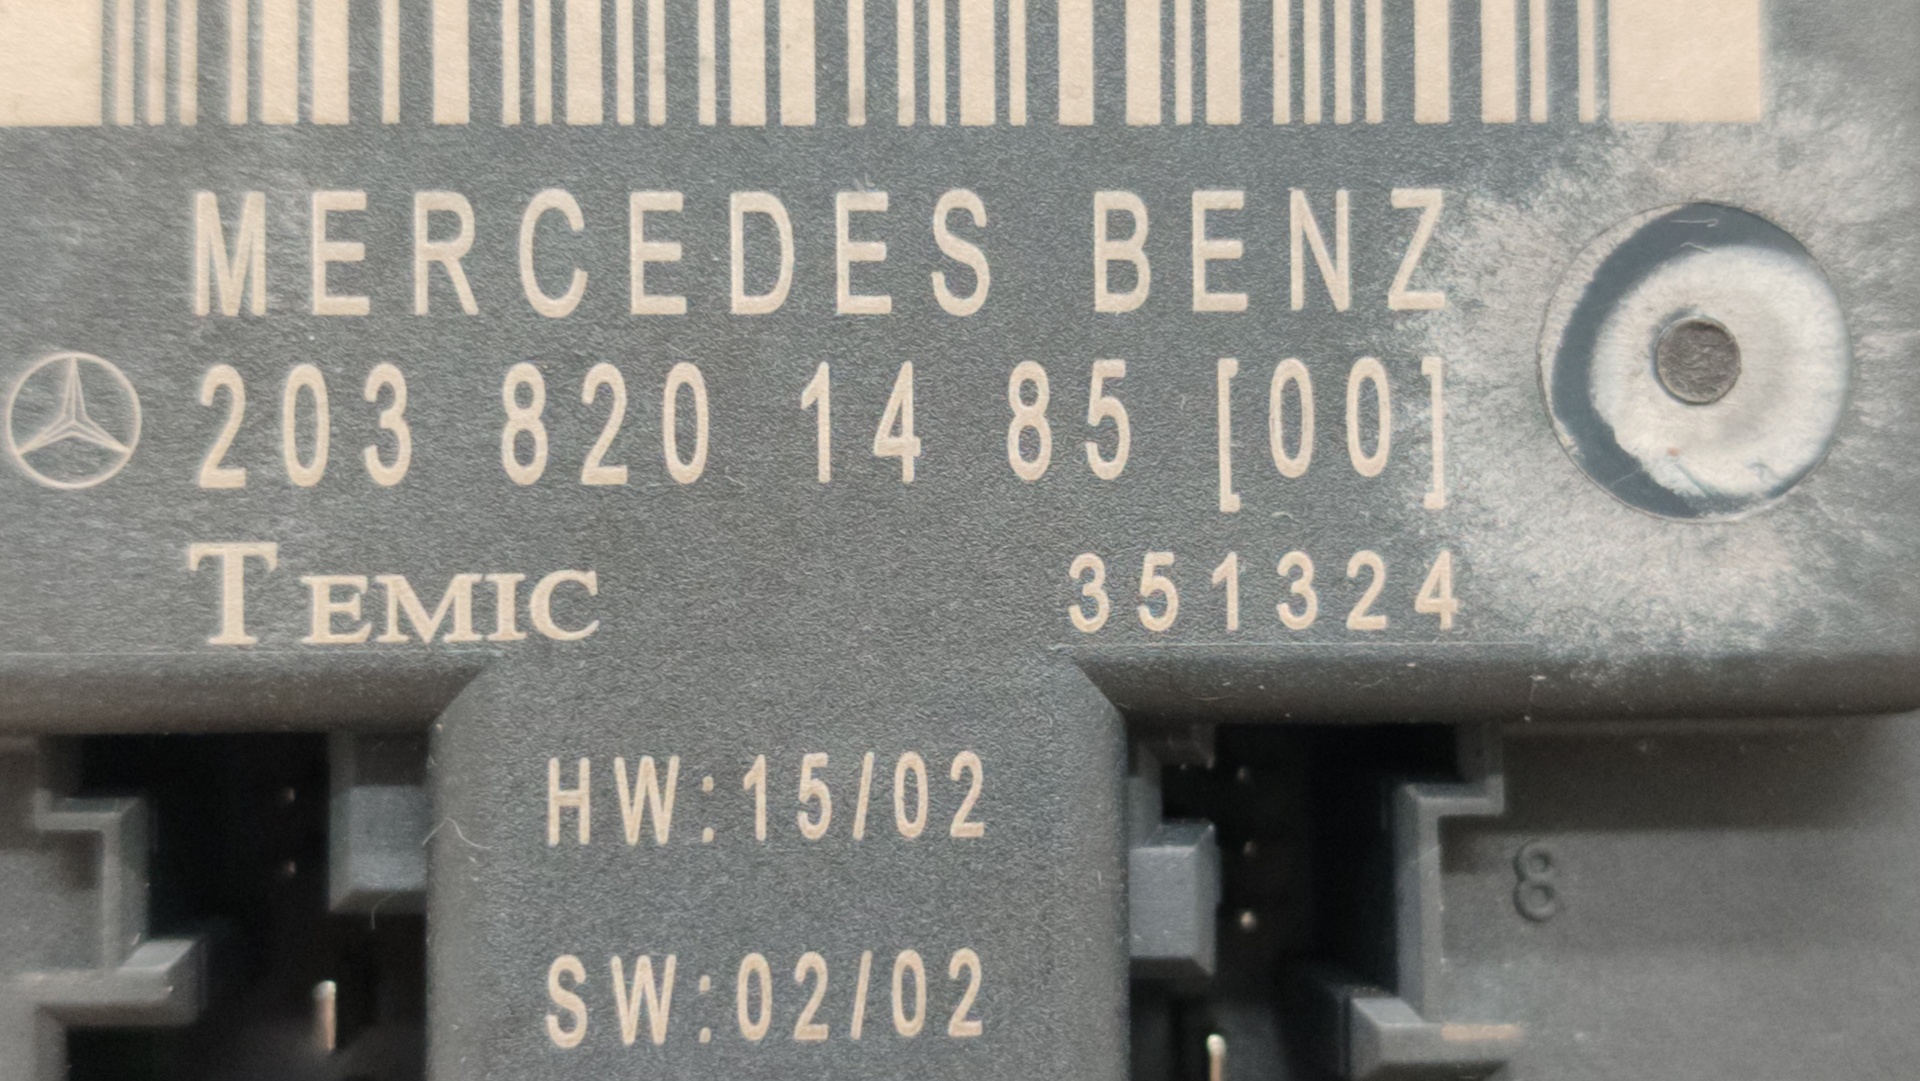 MERCEDES BENZ
203 820 14 85 [00]
TEMIC 351324
HW:15/02
SW:02/02
8